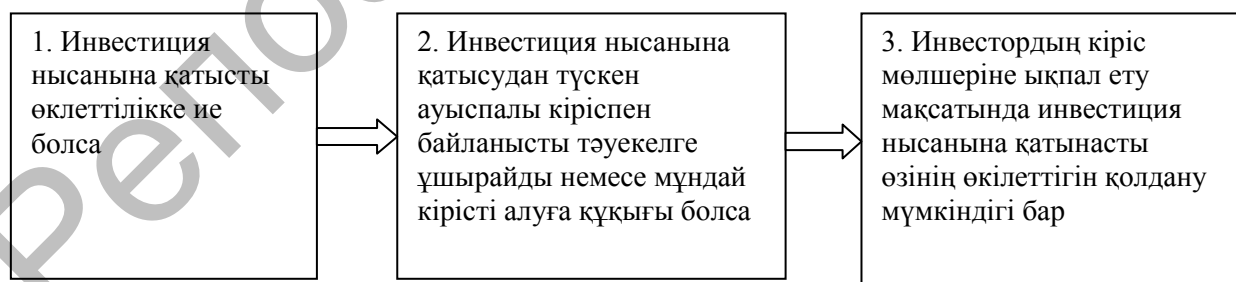 1. Инвестиция
нысанына қатысты
өклеттілікке ие
болса
2. Инвестиция нысанына
қатысудан түскен
ауыспалы кіріспен
байланысты тәуекелге
ұшырайды немесе мұндай
кірісті алуға құқығы болса
3. Инвестордың кіріс
мөлшеріне ықпал ету
мақсатында инвестиция
нысанына қатынасты
өзінің өкілеттігін қолдану
мүмкіндігі бар